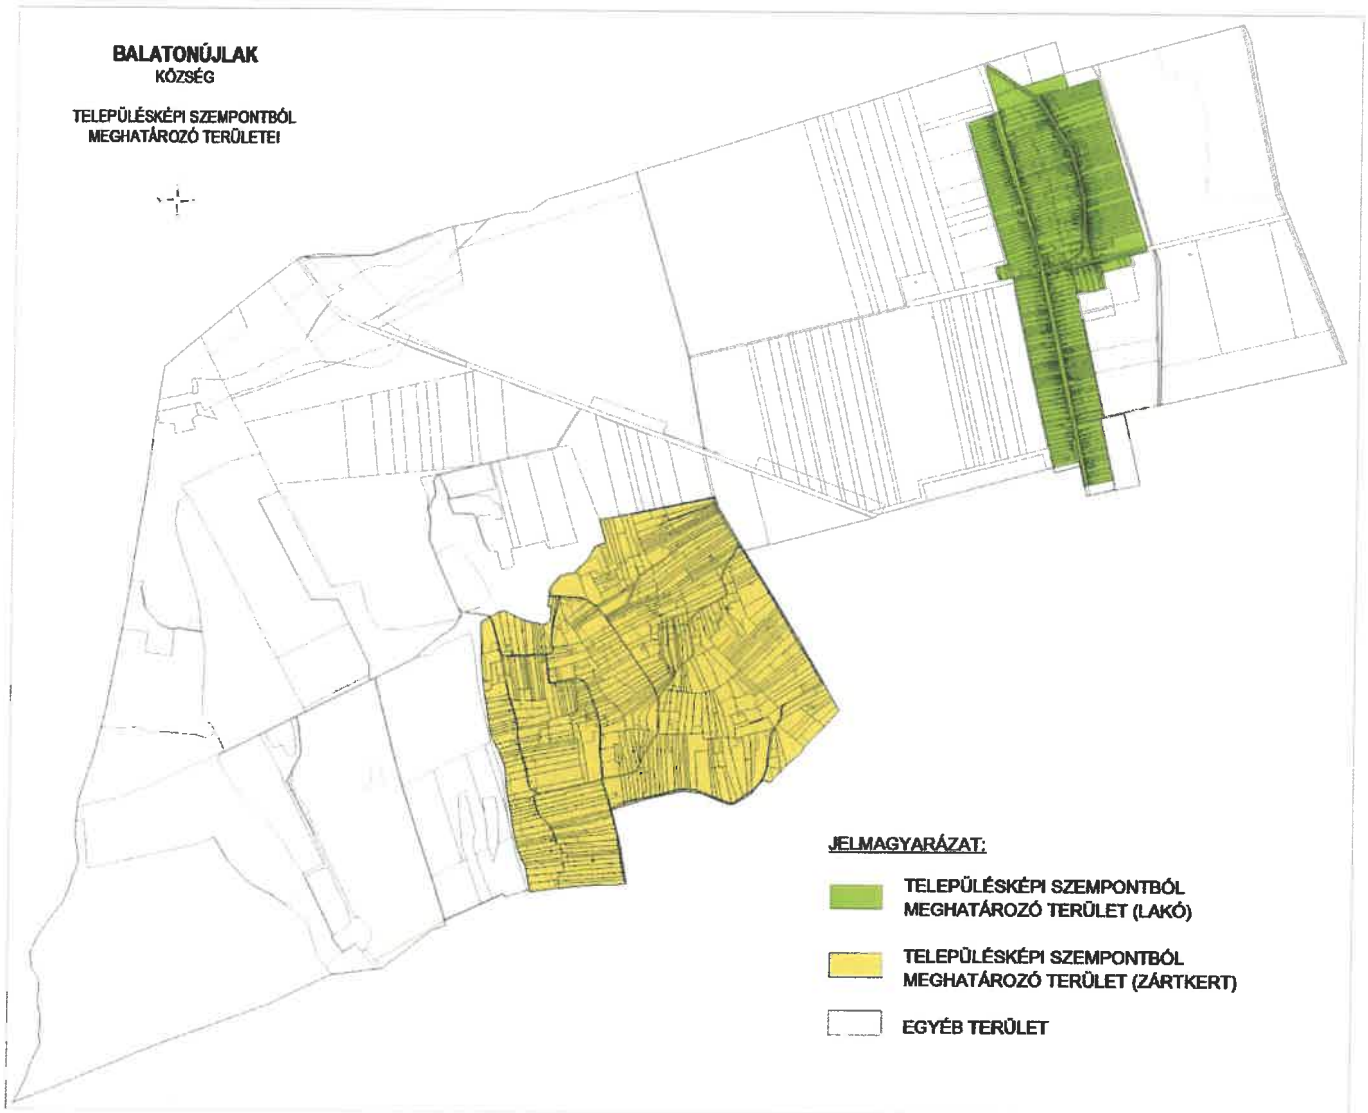 BALATONÚJLAK
KÖZSÉG
TELEPÜLÉSKÉPI SZEMPONTBÓL
MEGHATÁROZÓ TERÜLETEI
JELMAGYARÁZAT:
TELEPÜLÉSKÉPI SZEMPONTBÓL
MEGHATÁROZÓ TERÜLET (LAKÓ)
TELEPÜLÉSKÉPI SZEMPONTBÓL
MEGHATÁROZÓ TERÜLET (ZÁRTKERT)
EGYÉB TERÜLET